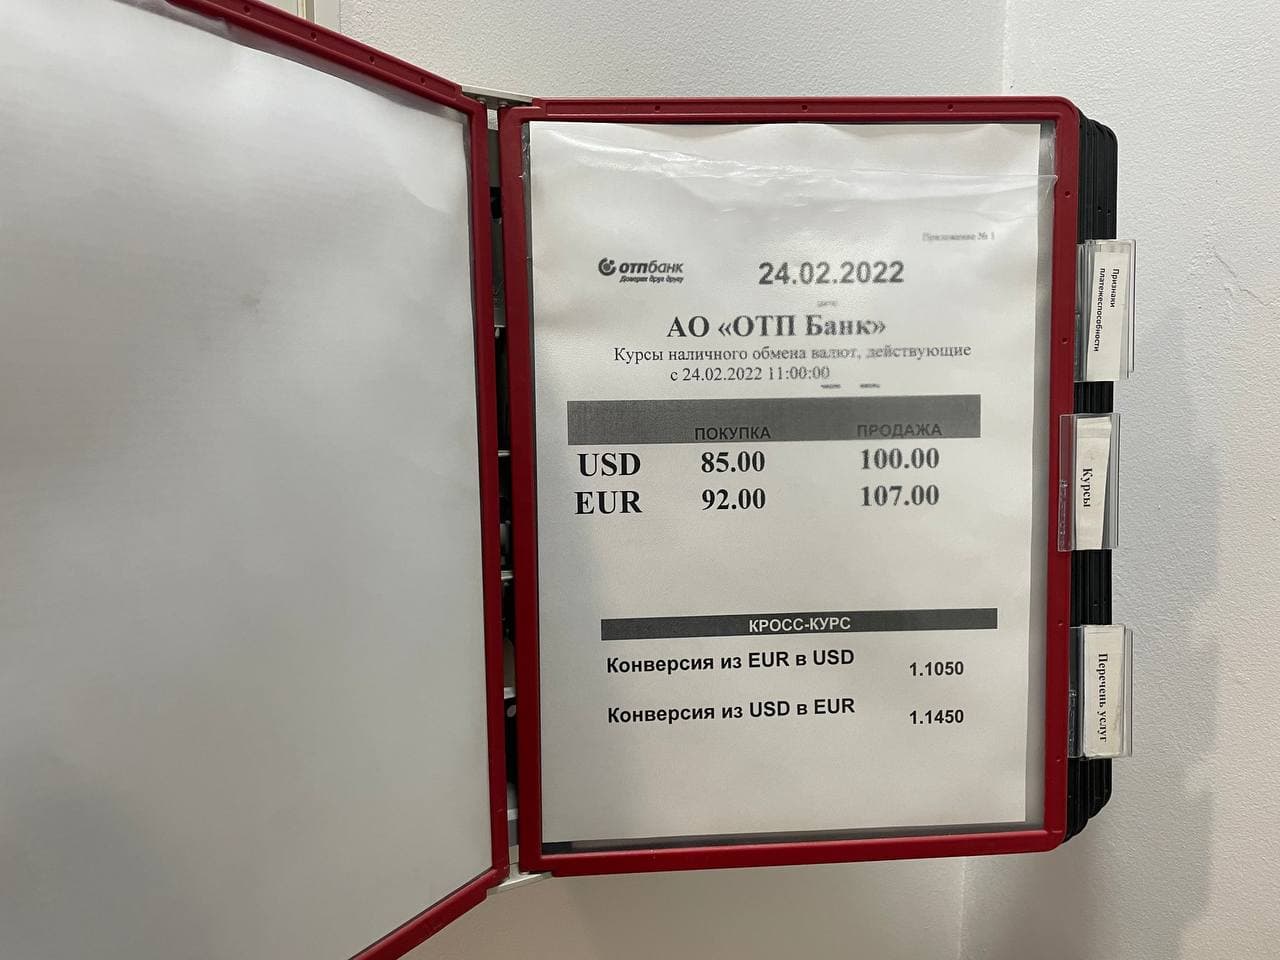 Приложение № 1
ОТПбанк
Доверяя друг другу
24.02.2022
(дата)
АО «ОТП Банк»
Курсы наличного обмена валют, действующие
с 24.02.2022 11:00:00
ПОКУПКА ПРОДАЖА
USD 85.00 100.00
EUR 92.00 107.00
КРОСС-КУРС
Конверсия из EUR в USD 1.1050
Конверсия из USD в EUR 1.1450
Признаки
платежеспособности
Курсы
Перечень услуг